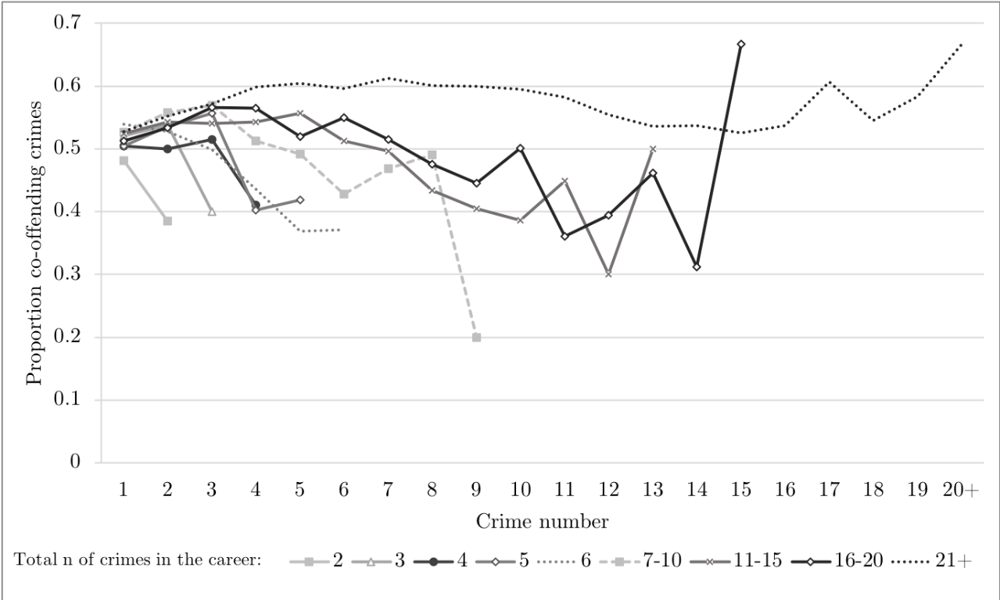 0.7
0.6
0.5
0.4
0.3
0.2
0.1
0
Proportion co-offending crimes
1 2 3 4 5 6 7 8 9 10 11 12 13 14 15 16 17 18 19 20+
Crime number
Total n of crimes in the career: 2 3 4 5 6 7-10 11-15 16-20 21+